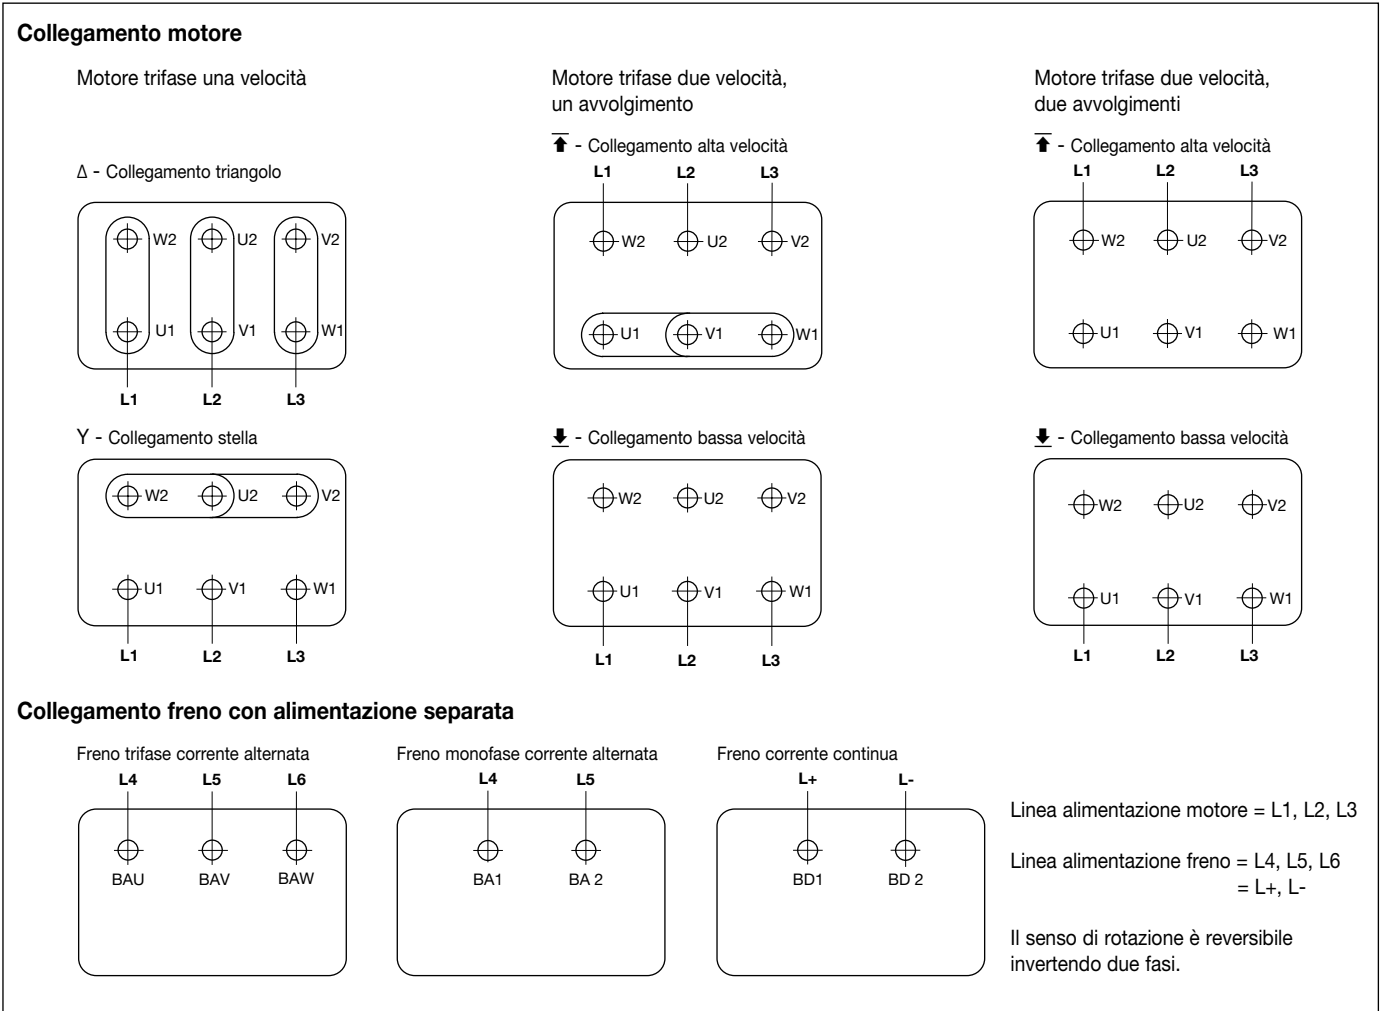 Collegamento motore
Motore trifase una velocità
Δ - Collegamento triangolo
W2 U2 V2
U1 V1 W1
L1 L2 L3
Y - Collegamento stella
W2 U2 V2
U1 V1 W1
L1 L2 L3
Motore trifase due velocità,
un avvolgimento
- Collegamento alta velocità
L1 L2 L3
W2 U2 V2
U1 V1 W1
- Collegamento bassa velocità
W2 U2 V2
U1 V1 W1
L1 L2 L3
Motore trifase due velocità,
due avvolgimenti
- Collegamento alta velocità
L1 L2 L3
W2 U2 V2
U1 V1 W1
- Collegamento bassa velocità
W2 U2 V2
U1 V1 W1
L1 L2 L3
Collegamento freno con alimentazione separata
Freno trifase corrente alternata
L4 L5 L6
BAU BAV BAW
Freno monofase corrente alternata
L4 L5
BA1 BA 2
Freno corrente continua
L+ L-
BD1 BD 2
Linea alimentazione motore = L1, L2, L3
Linea alimentazione freno = L4, L5, L6
= L+, L-
Il senso di rotazione è reversibile
invertendo due fasi.